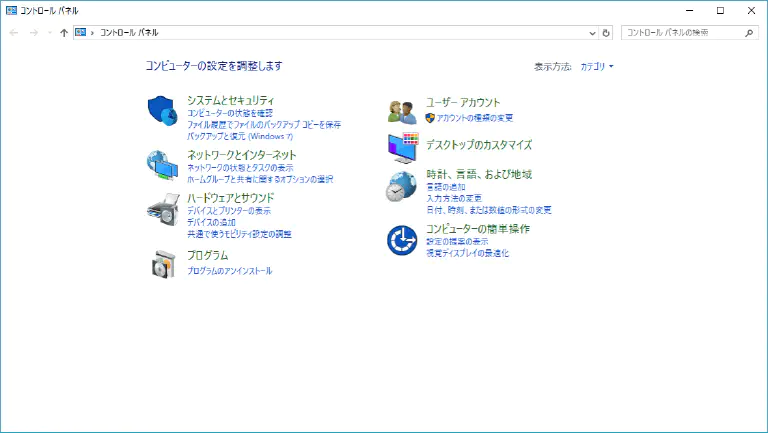 コントロール パネル
コントロール パネル
コントロール パネルの検索
コンピューターの設定を調整します
表示方法: カテゴリ
システムとセキュリティ
コンピューターの状態を確認
ファイル履歴でファイルのバックアップ コピーを保存
バックアップと復元 (Windows 7)
ネットワークとインターネット
ネットワークの状態とタスクの表示
ホームグループと共有に関するオプションの選択
ハードウェアとサウンド
デバイスとプリンターの表示
デバイスの追加
共通で使うモビリティ設定の調整
プログラム
プログラムのアンインストール
ユーザー アカウント
アカウントの種類の変更
デスクトップのカスタマイズ
時計、言語、および地域
言語の追加
入力方法の変更
日付、時刻、または数値の形式の変更
コンピューターの簡単操作
設定の提案の表示
視覚ディスプレイの最適化